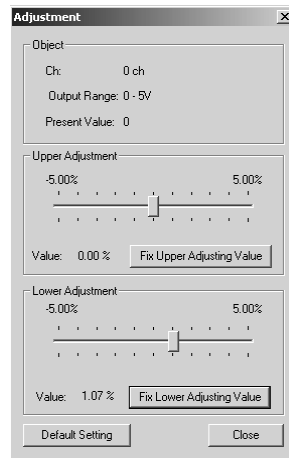 Adjustment
Object
Ch: 0 ch
Output Range: 0 - 5V
Present Value: 0
Upper Adjustment
-5.00% 5.00%
Value: 0.00 % Fix Upper Adjusting Value
Lower Adjustment
-5.00% 5.00%
Value: 1.07 % Fix Lower Adjusting Value
Default Setting Close